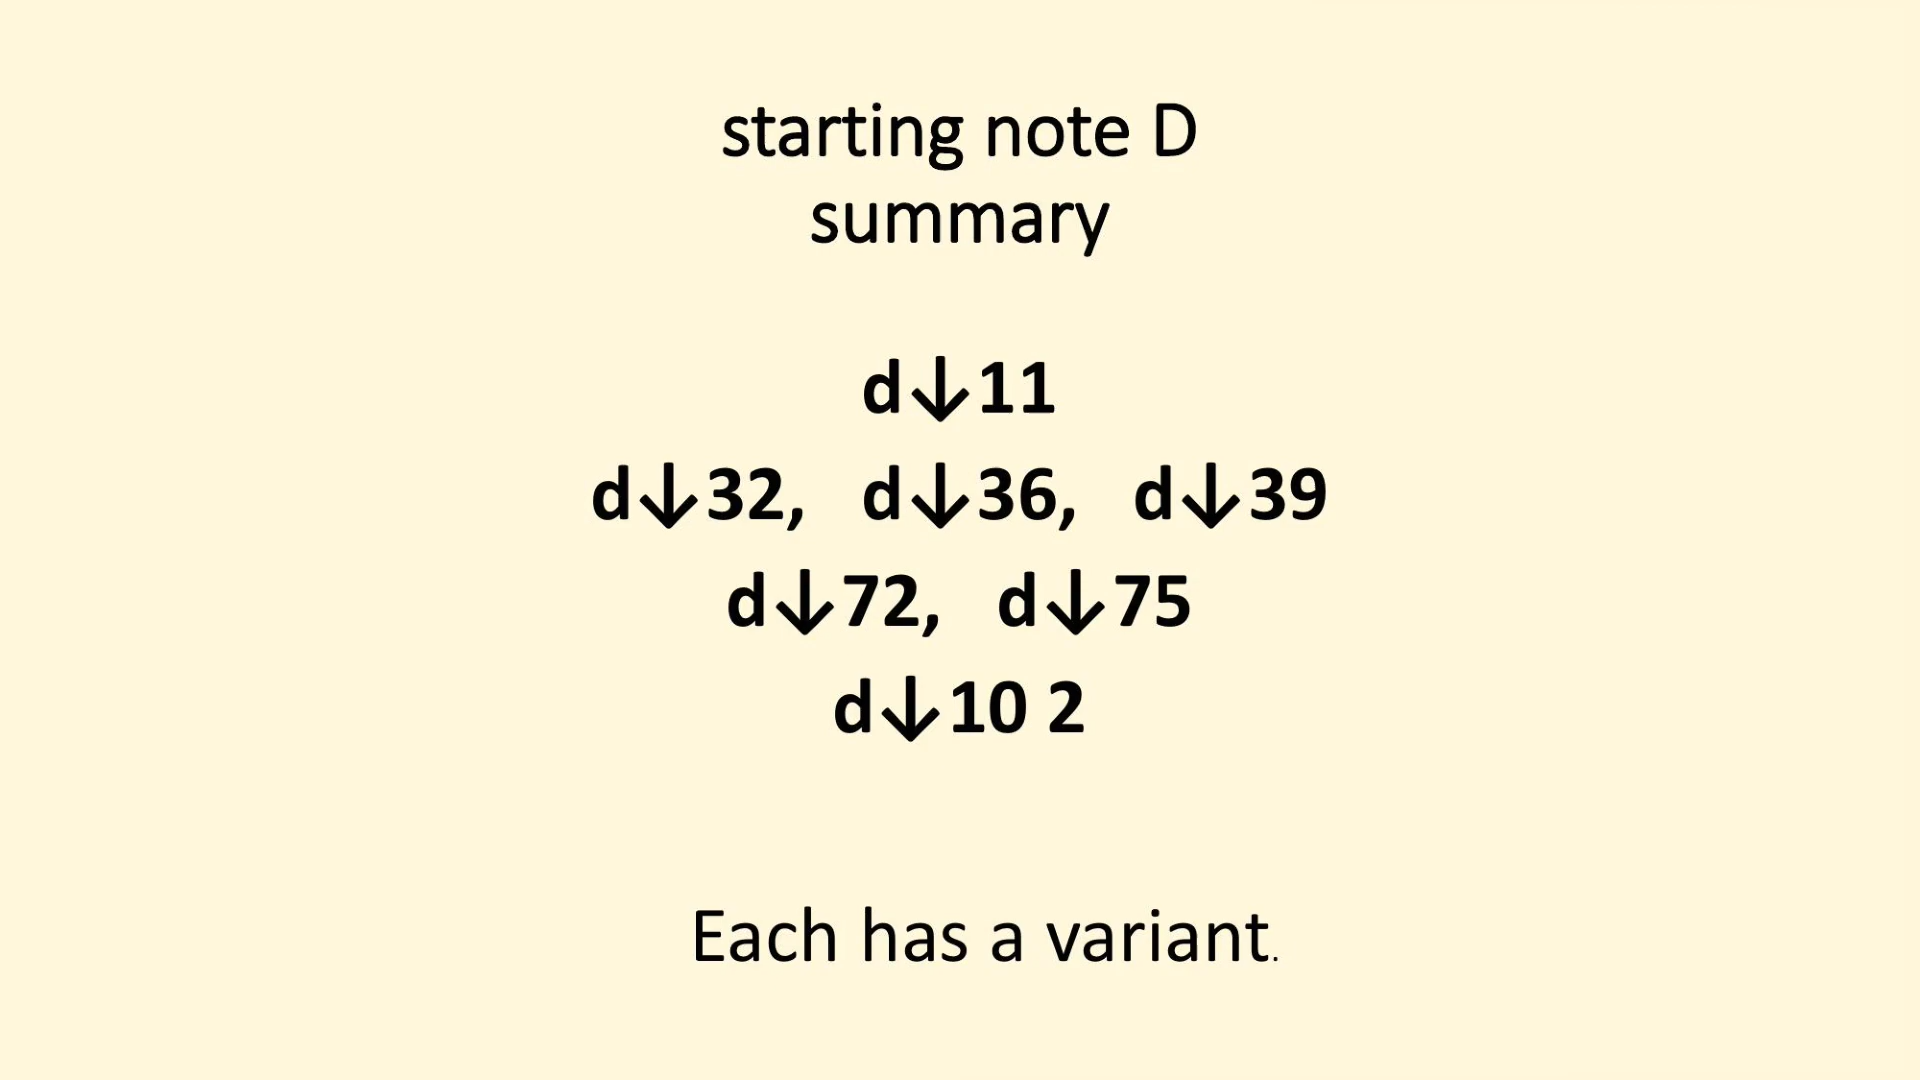 starting note D
summary
d↓11
d↓32, d↓36, d↓39
d↓72, d↓75
d↓10 2
Each has a variant.